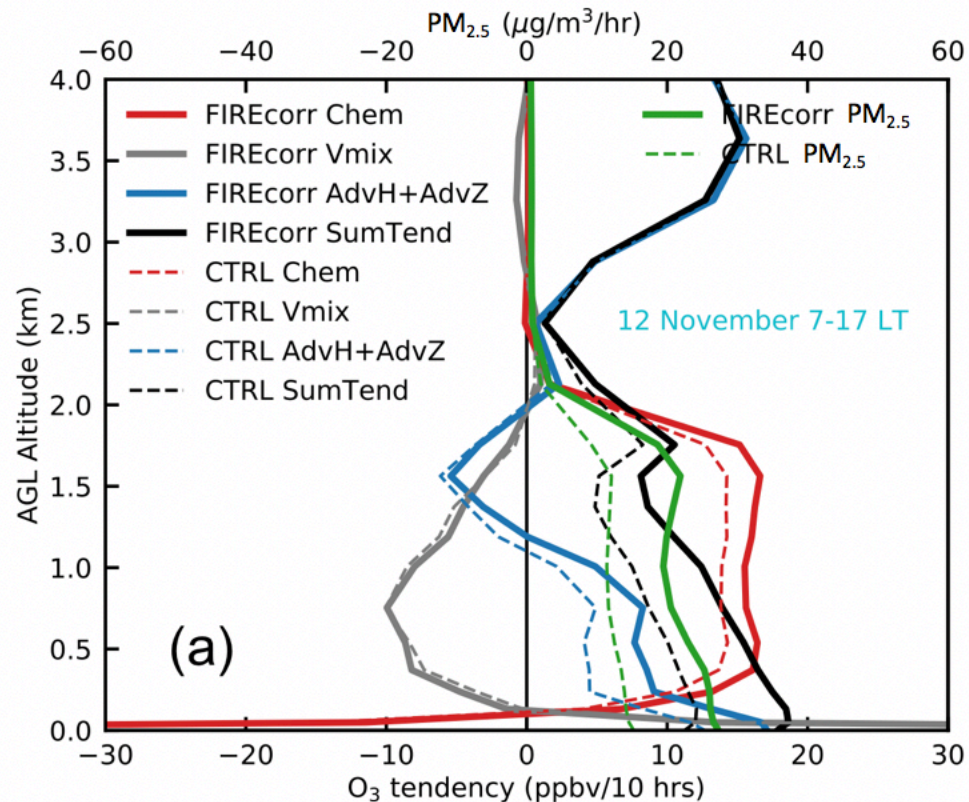 PM2.5 (μg/m³/hr)
−60 −40 −20 0 20 40 60
4.0
3.5
3.0
2.5
2.0
1.5
1.0
0.5
0.0
AGL Altitude (km)
FIREcorr Chem
FIREcorr Vmix
FIREcorr AdvH+AdvZ
FIREcorr SumTend
CTRL Chem
CTRL Vmix
CTRL AdvH+AdvZ
CTRL SumTend
FIREcorr PM2.5
CTRL PM2.5
12 November 7-17 LT
(a)
−30 −20 −10 0 10 20 30
O3 tendency (ppbv/10 hrs)